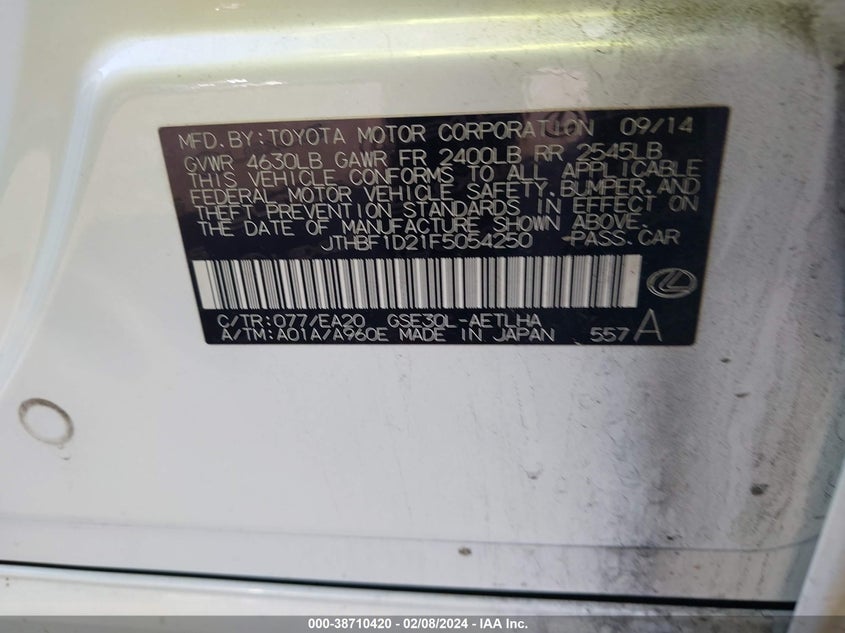 MFD.BY:TOYOTA MOTOR CORPORATION 09/14
GVWR 4630LB GAWR FR 2400LB RR 2545LB
THIS VEHICLE CONFORMS TO ALL APPLICABLE
FEDERAL MOTOR VEHICLE SAFETY,BUMPER,AND
THEFT PREVENTION STANDARDS IN EFFECT ON
THE DATE OF MANUFACTURE SHOWN ABOVE.
JTHBF1D21F5054250 PASS.CAR
C/TR:077/EA20 GSE30L-AETLHA
A/TM:A01A/A960E MADE IN JAPAN 557A
000-38710420 - 02/08/2024 - IAA Inc.